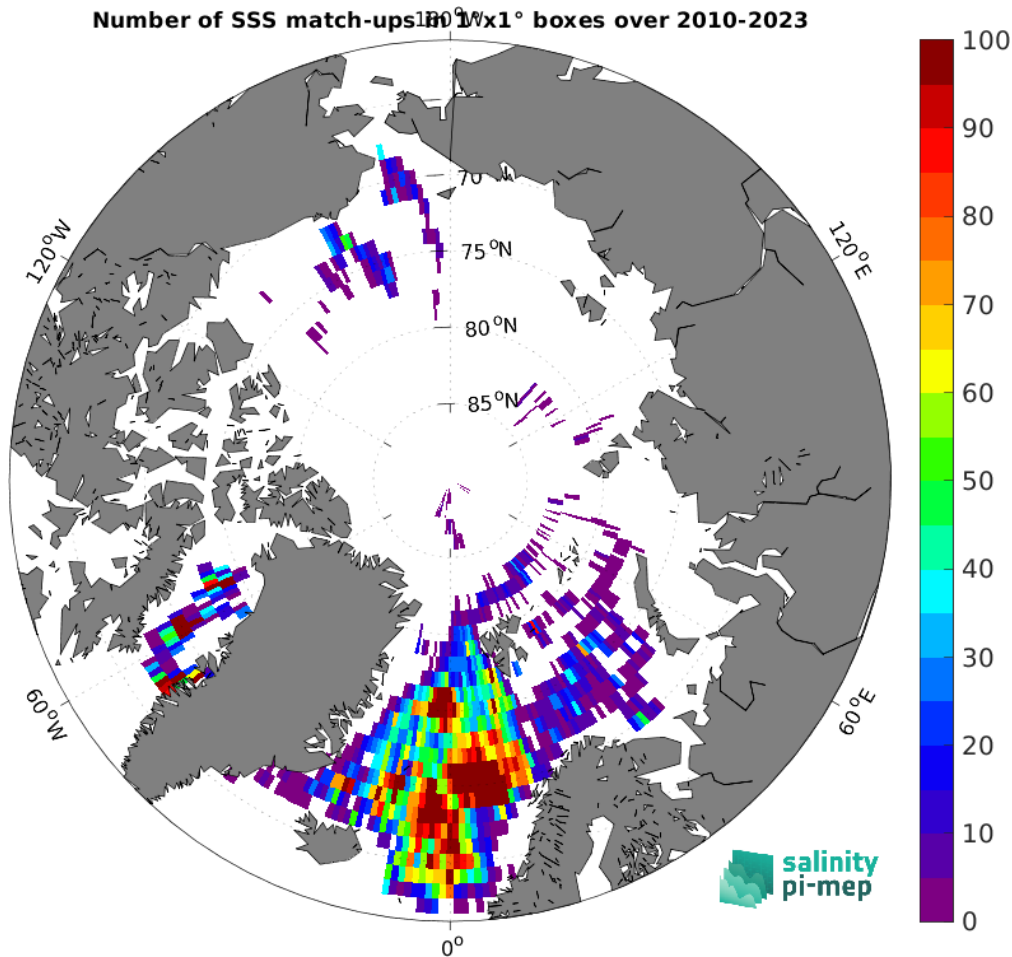 Number of SSS match-ups in 1°x1° boxes over 2010-2023
180°W
100
90
80
70
60
50
40
30
20
10
0
120°W
120°E
70°N
75°N
80°N
85°N
60°W
60°E
0°
salinity
pi-mep